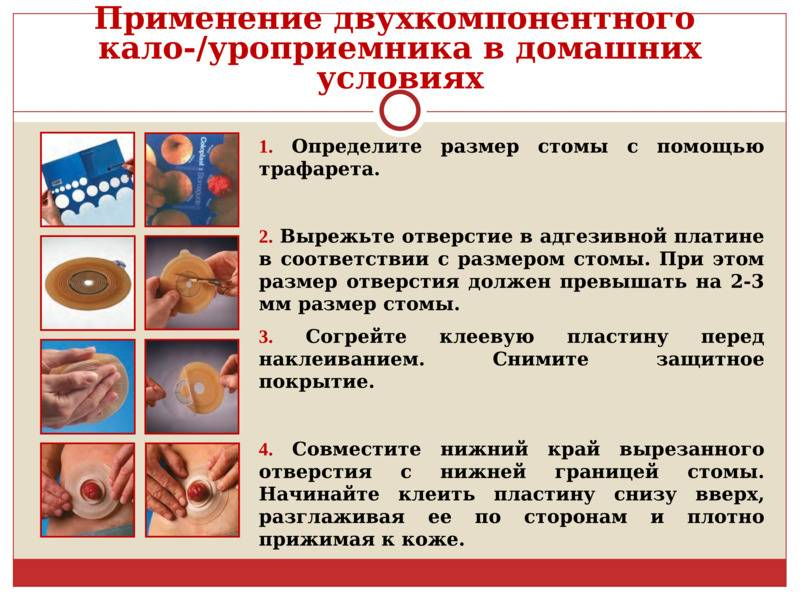 Применение двухкомпонентного
кало-/уроприемника в домашних
условиях
1. Определите размер стомы с помощью
трафарета.
2. Вырежьте отверстие в адгезивной платине
в соответствии с размером стомы. При этом
размер отверстия должен превышать на 2-3
мм размер стомы.
3. Согрейте клеевую пластину перед
наклеиванием. Снимите защитное
покрытие.
4. Совместите нижний край вырезанного
отверстия с нижней границей стомы.
Начинайте клеить пластину снизу вверх,
разглаживая ее по сторонам и плотно
прижимая к коже.
Coloplast